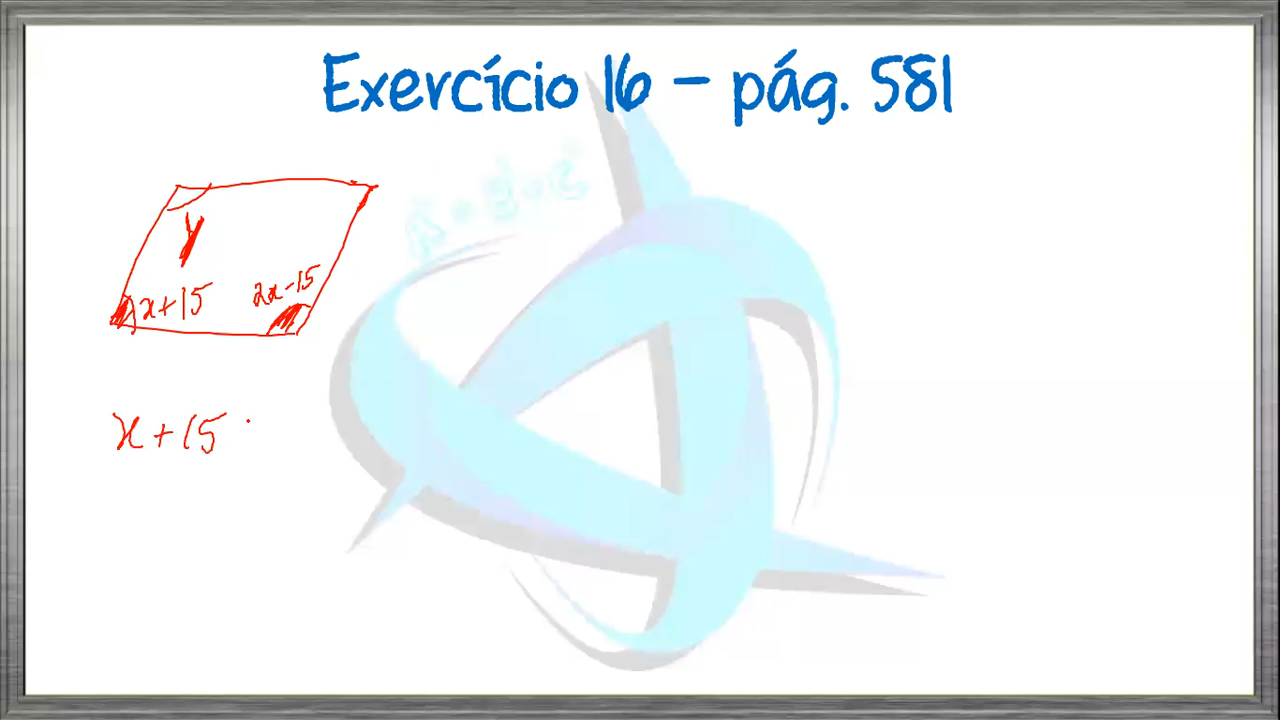 Exercício 16 – pág. 581
y
x+15 2x-15
x+15